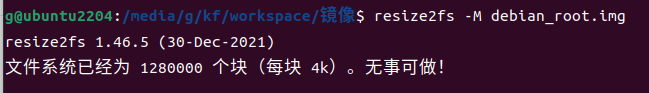 g@ubuntu2204:/media/g/kf/workspace/镜像$ resize2fs -M debian_root.img
resize2fs 1.46.5 (30-Dec-2021)
文件系统已经为 1280000 个块（每块 4k）。无事可做！